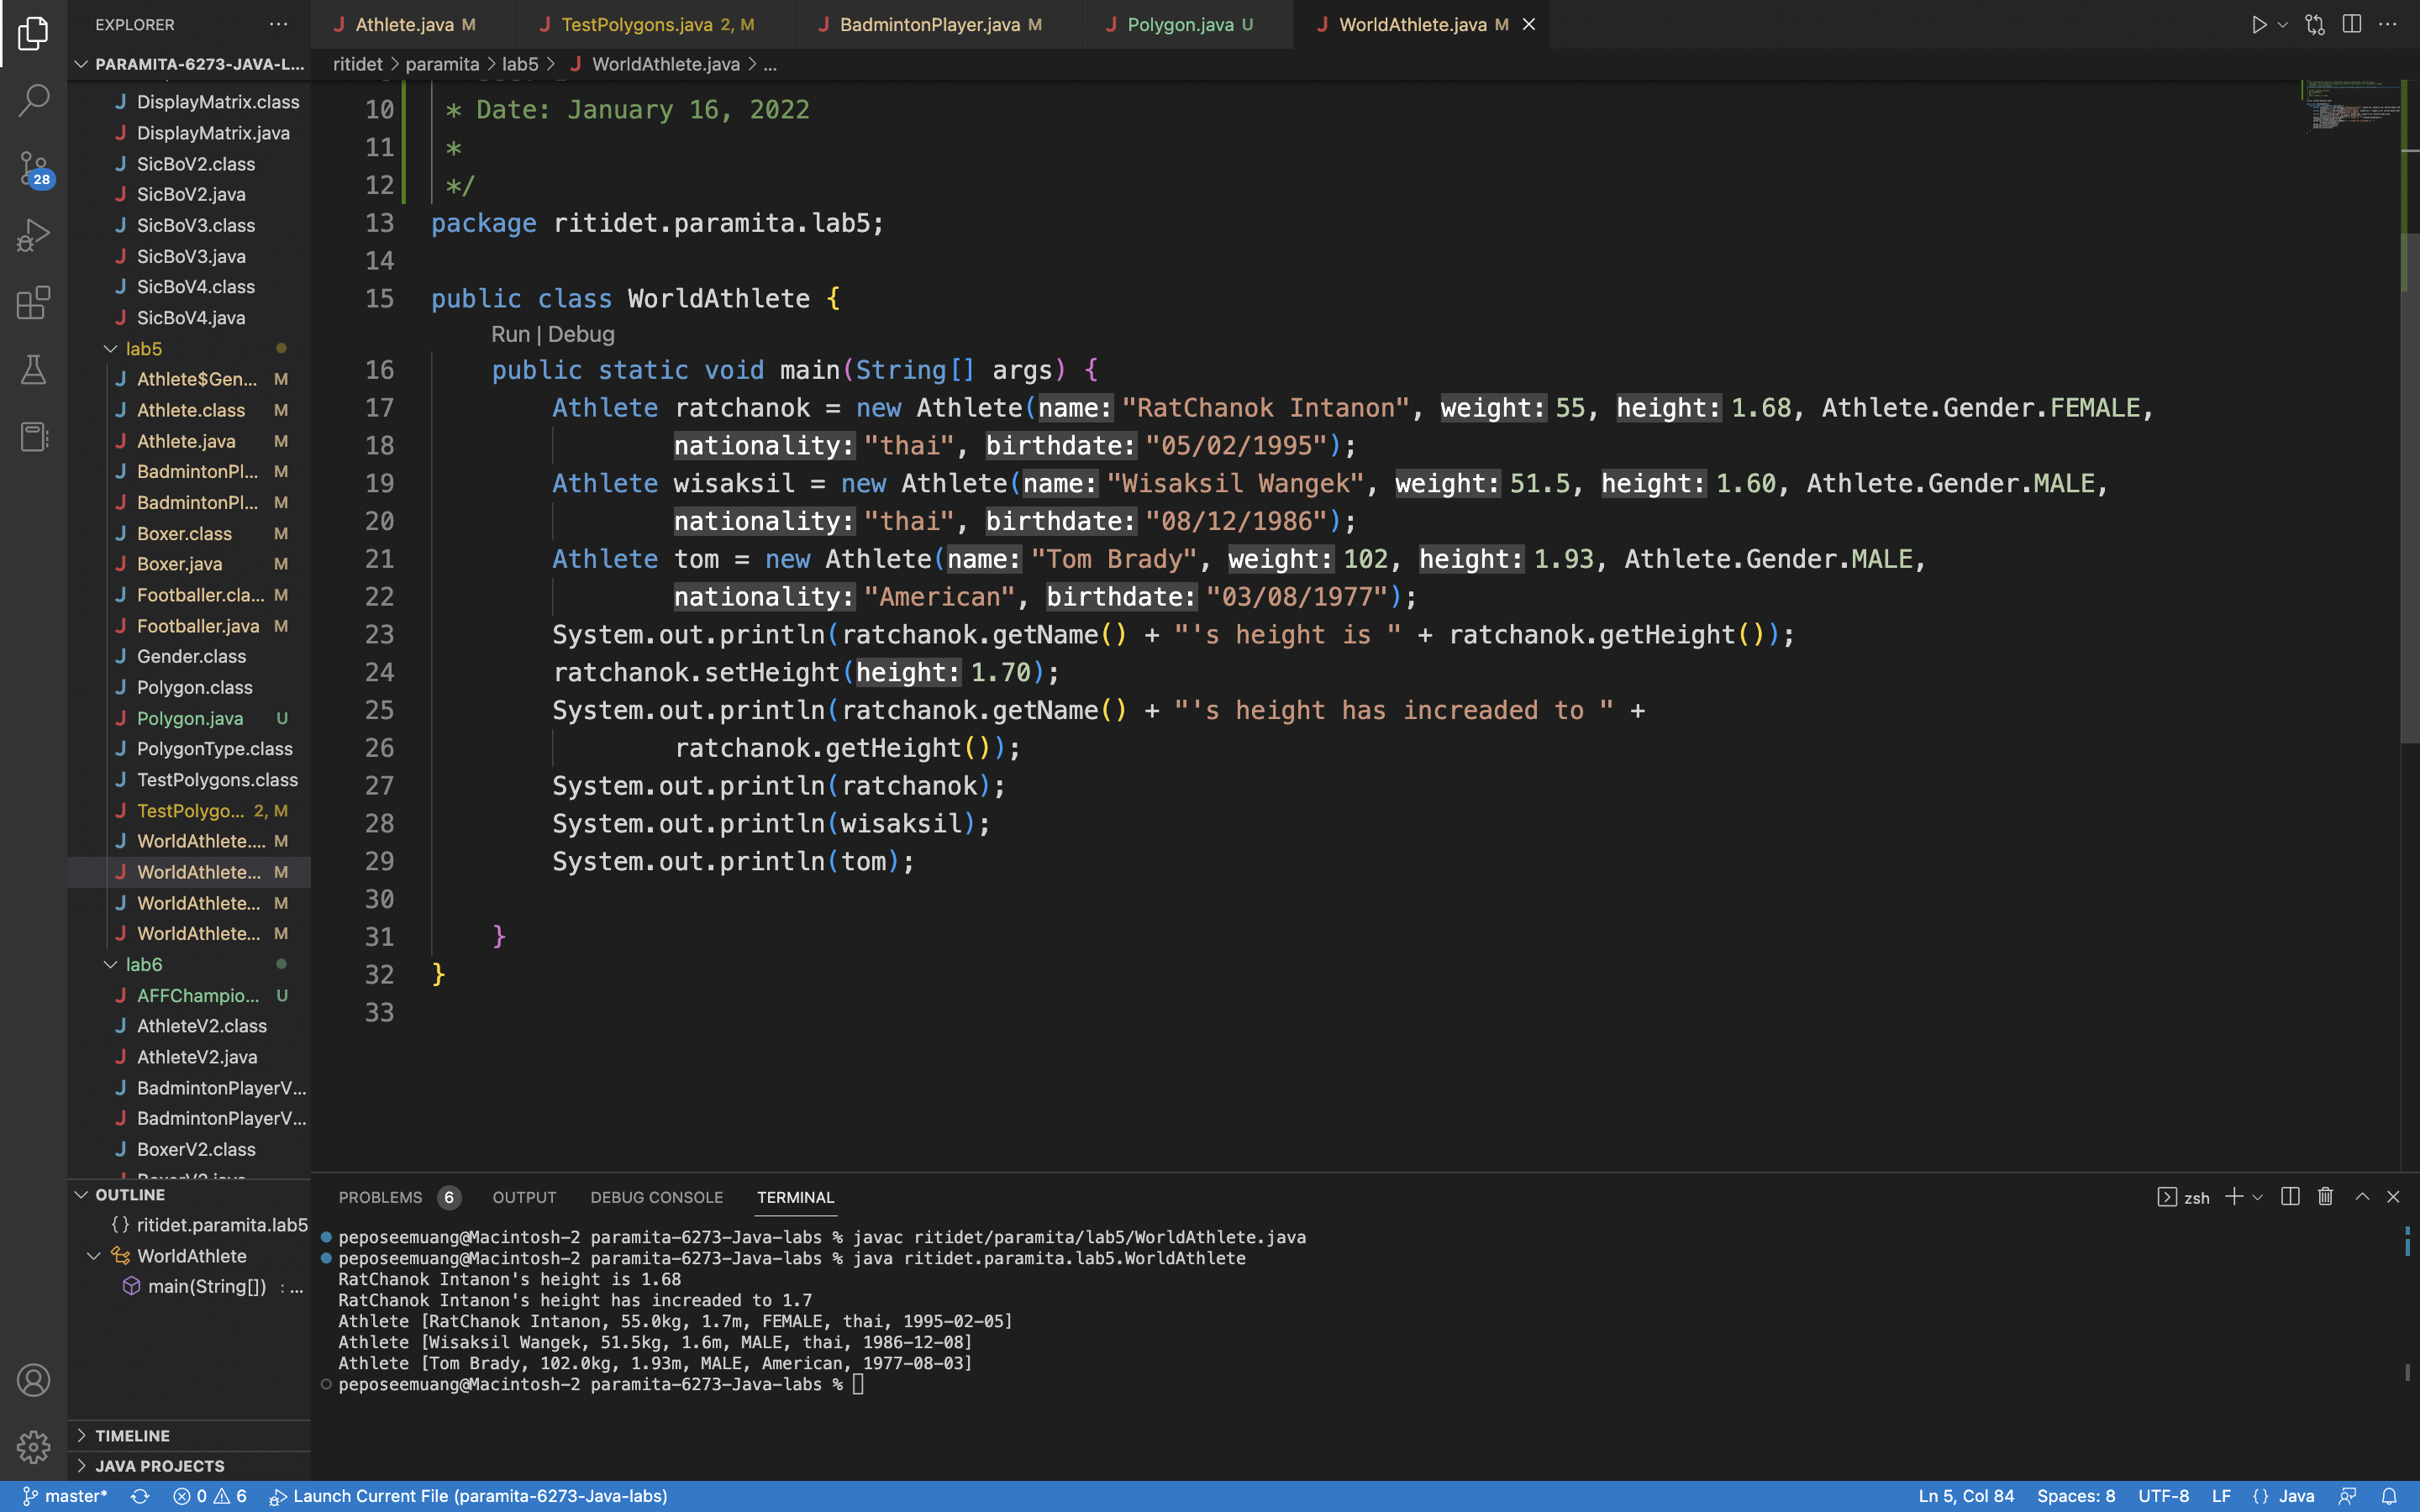 EXPLORER
Athlete.java M
TestPolygons.java 2, M
BadmintonPlayer.java M
Polygon.java U
WorldAthlete.java M
PARAMITA-6273-JAVA-L...
ritidet > paramita > lab5 > WorldAthlete.java > ...
DisplayMatrix.class
DisplayMatrix.java
SicBoV2.class
SicBoV2.java
SicBoV3.class
SicBoV3.java
SicBoV4.class
SicBoV4.java
lab5
Athlete$Gen... M
Athlete.class M
Athlete.java M
BadmintonPl... M
BadmintonPl... M
Boxer.class M
Boxer.java M
Footballer.cla... M
Footballer.java M
Gender.class
Polygon.class
Polygon.java U
PolygonType.class
TestPolygons.class
TestPolygo... 2, M
WorldAthlete.... M
WorldAthlete... M
WorldAthlete... M
WorldAthlete... M
lab6
AFFChampio... U
AthleteV2.class
AthleteV2.java
BadmintonPlayerV...
BadmintonPlayerV...
BoxerV2.class
28
OUTLINE
{} ritidet.paramita.lab5
WorldAthlete
main(String[]) : ...
TIMELINE
JAVA PROJECTS
10 * Date: January 16, 2022
11 *
12 */
13 package ritidet.paramita.lab5;
14
15 public class WorldAthlete {
Run | Debug
16 public static void main(String[] args) {
17 Athlete ratchanok = new Athlete(name: "RatChanok Intanon", weight: 55, height: 1.68, Athlete.Gender.FEMALE,
18 nationality: "thai", birthdate: "05/02/1995");
19 Athlete wisaksil = new Athlete(name: "Wisaksil Wangek", weight: 51.5, height: 1.60, Athlete.Gender.MALE,
20 nationality: "thai", birthdate: "08/12/1986");
21 Athlete tom = new Athlete(name: "Tom Brady", weight: 102, height: 1.93, Athlete.Gender.MALE,
22 nationality: "American", birthdate: "03/08/1977");
23 System.out.println(ratchanok.getName() + "'s height is " + ratchanok.getHeight());
24 ratchanok.setHeight(height: 1.70);
25 System.out.println(ratchanok.getName() + "'s height has increaded to " +
26 ratchanok.getHeight());
27 System.out.println(ratchanok);
28 System.out.println(wisaksil);
29 System.out.println(tom);
30
31 }
32 }
33
PROBLEMS 6 OUTPUT DEBUG CONSOLE TERMINAL
zsh
peposeemuang@Macintosh-2 paramita-6273-Java-labs % javac ritidet/paramita/lab5/WorldAthlete.java
peposeemuang@Macintosh-2 paramita-6273-Java-labs % java ritidet.paramita.lab5.WorldAthlete
RatChanok Intanon's height is 1.68
RatChanok Intanon's height has increaded to 1.7
Athlete [RatChanok Intanon, 55.0kg, 1.7m, FEMALE, thai, 1995-02-05]
Athlete [Wisaksil Wangek, 51.5kg, 1.6m, MALE, thai, 1986-12-08]
Athlete [Tom Brady, 102.0kg, 1.93m, MALE, American, 1977-08-03]
peposeemuang@Macintosh-2 paramita-6273-Java-labs %
master* 0 6 Launch Current File (paramita-6273-Java-labs)
Ln 5, Col 84 Spaces: 8 UTF-8 LF {} Java